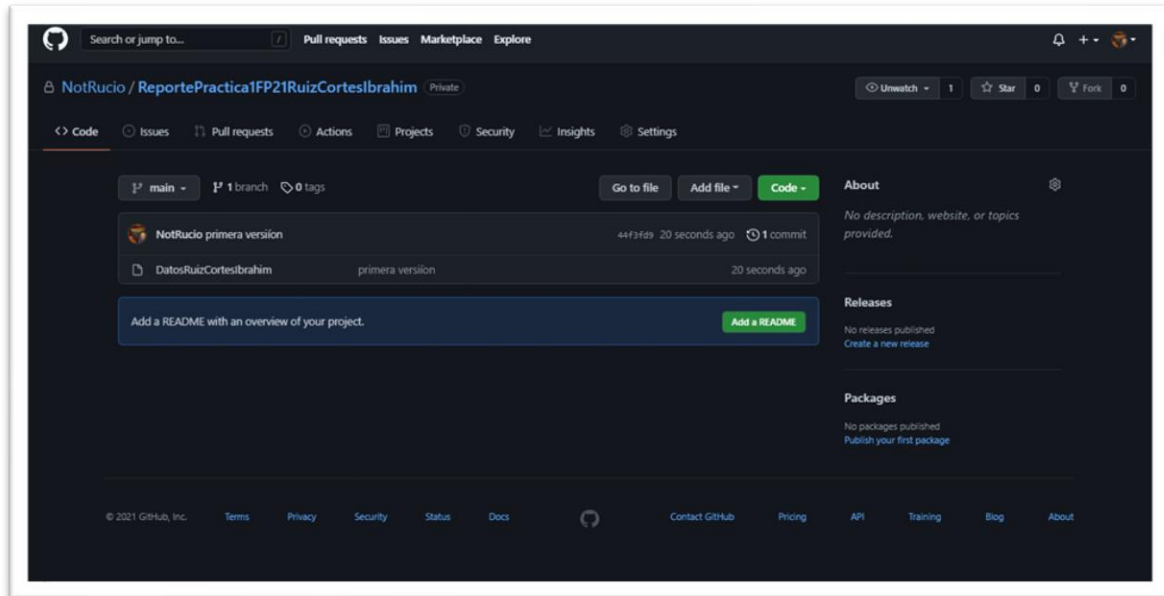 Search or jump to... / Pull requests Issues Marketplace Explore
NotRucio / ReportePractica1FP21RuizCortesIbrahim Private
Unwatch 1 Star 0 Fork 0
<> Code Issues Pull requests Actions Projects Security Insights Settings
main 1 branch 0 tags Go to file Add file Code
NotRucio primera versiíon 44f3fd9 20 seconds ago 1 commit
DatosRuizCortesIbrahim primera versiíon 20 seconds ago
Add a README with an overview of your project. Add a README
About
No description, website, or topics
provided.
Releases
No releases published
Create a new release
Packages
No packages published
Publish your first package
© 2021 GitHub, Inc. Terms Privacy Security Status Docs Contact GitHub Pricing API Training Blog About